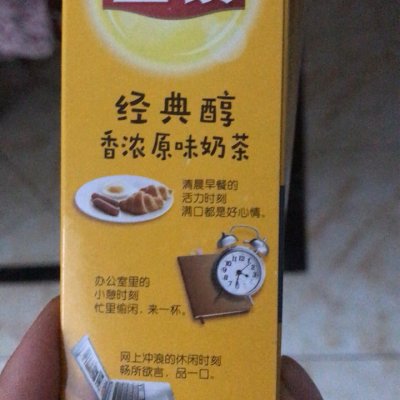 经典醇
香浓原味奶茶
清晨早餐的
活力时刻
满口都是好心情。
办公室里的
小憩时刻
忙里偷闲,来一杯。
网上冲浪的休闲时刻
畅所欲言,品一口。